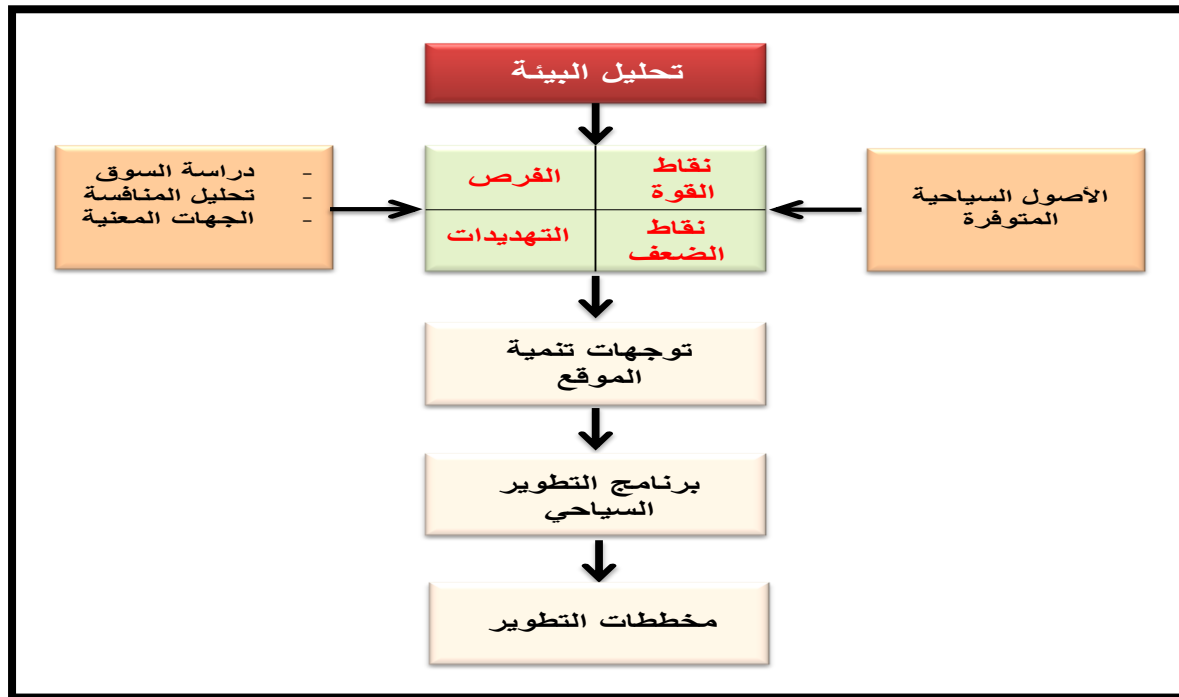 تحليل البيئة
نقاط
القوة
الفرص
نقاط
الضعف
التهديدات
الأصول السياحية
المتوفرة
- دراسة السوق
- تحليل المنافسة
- الجهات المعنية
توجهات تنمية
الموقع
برنامج التطوير
السياحي
مخططات التطوير